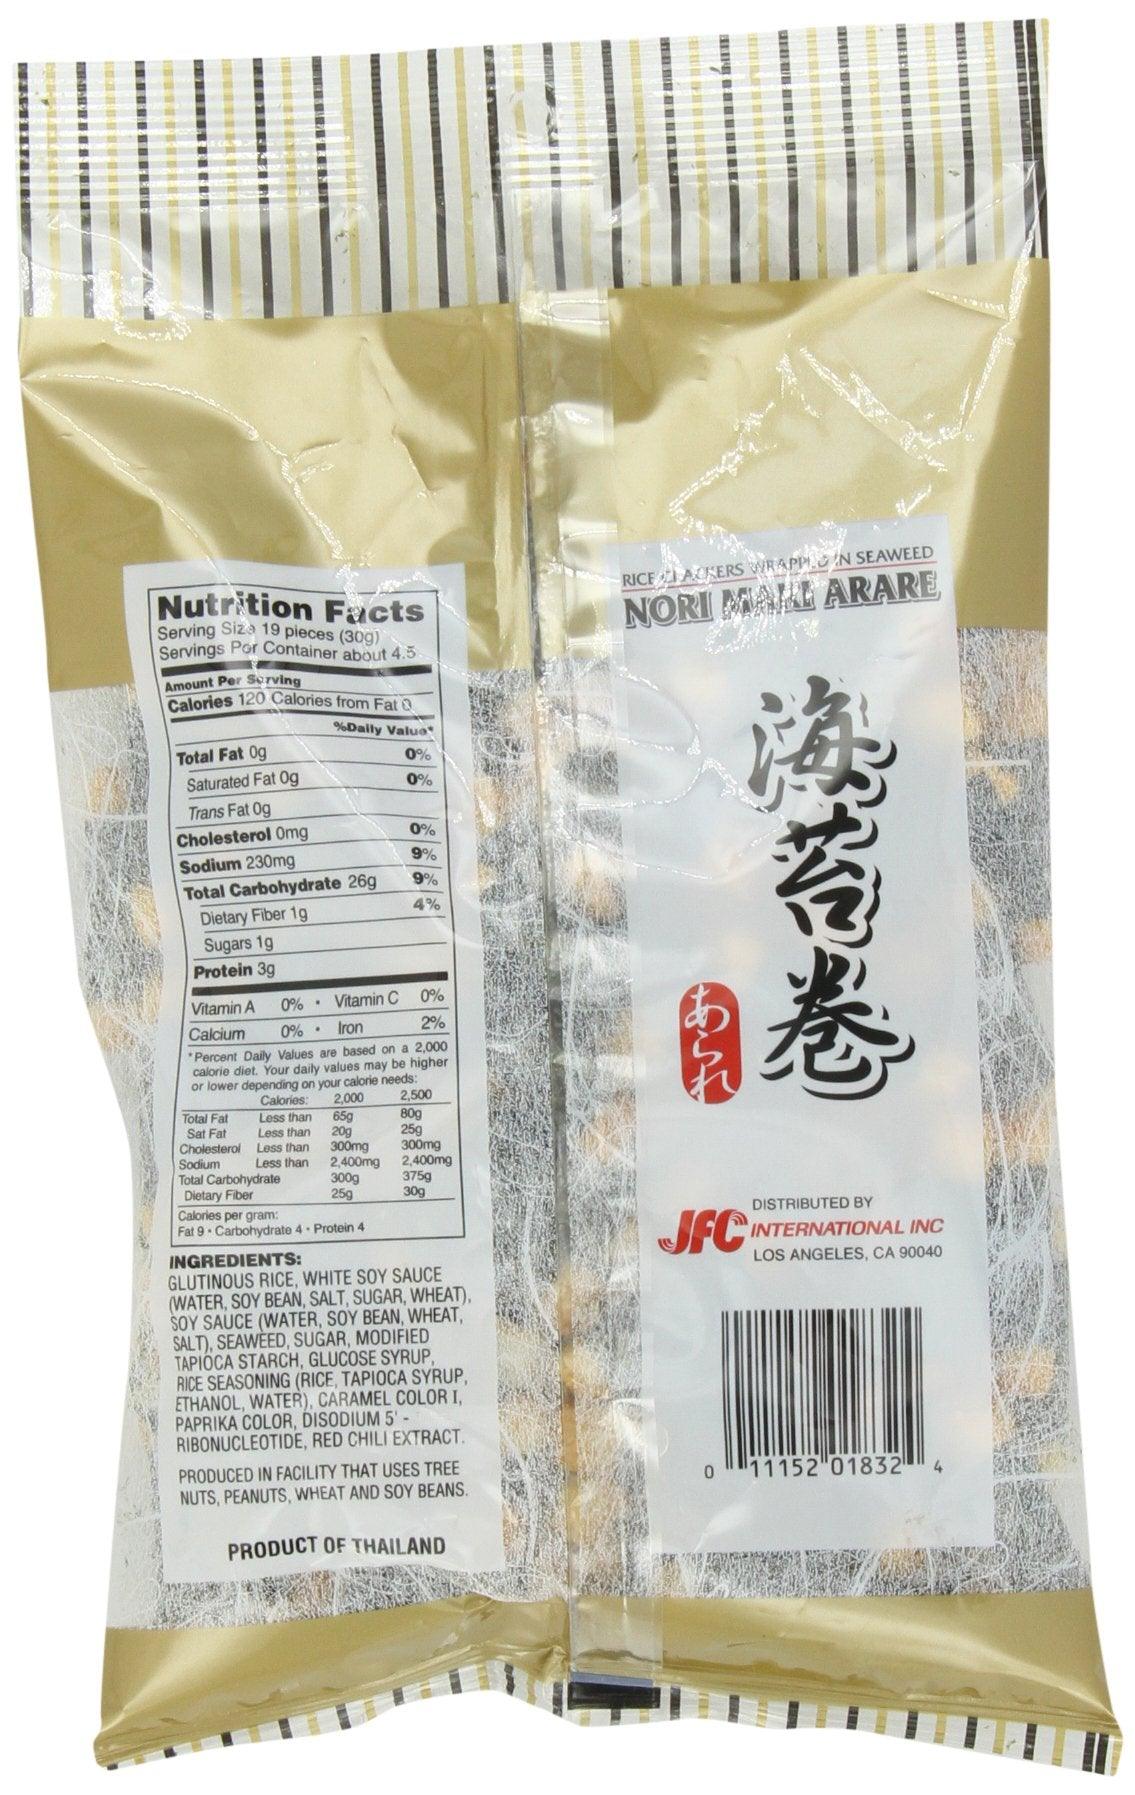 Nutrition Facts
Serving Size 19 pieces (30g)
Servings Per Container about 4.5
Amount Per Serving
Calories 120 Calories from Fat 0
%Daily Value*
Total Fat 0g 0%
Saturated Fat 0g 0%
Trans Fat 0g
Cholesterol 0mg 0%
Sodium 230mg 9%
Total Carbohydrate 26g 9%
Dietary Fiber 1g 4%
Sugars 1g
Protein 3g
Vitamin A 0% • Vitamin C 0%
Calcium 0% • Iron 2%
*Percent Daily Values are based on a 2,000
calorie diet. Your daily values may be higher
or lower depending on your calorie needs:
Calories: 2,000 2,500
Total Fat Less than 65g 80g
Sat Fat Less than 20g 25g
Cholesterol Less than 300mg 300mg
Sodium Less than 2,400mg 2,400mg
Total Carbohydrate 300g 375g
Dietary Fiber 25g 30g
Calories per gram:
Fat 9 • Carbohydrate 4 • Protein 4
INGREDIENTS:
GLUTINOUS RICE, WHITE SOY SAUCE
(WATER, SOY BEAN, SALT, SUGAR, WHEAT),
SOY SAUCE (WATER, SOY BEAN, WHEAT,
SALT), SEAWEED, SUGAR, MODIFIED
TAPIOCA STARCH, GLUCOSE SYRUP,
RICE SEASONING (RICE, TAPIOCA SYRUP,
ETHANOL, WATER), CARAMEL COLOR I,
PAPRIKA COLOR, DISODIUM 5' -
RIBONUCLEOTIDE, RED CHILI EXTRACT.
PRODUCED IN FACILITY THAT USES TREE
NUTS, PEANUTS, WHEAT AND SOY BEANS.
PRODUCT OF THAILAND
RICE CRACKERS WRAPPED IN SEAWEED
NORI MAKI ARARE
海苔巻
あられ
DISTRIBUTED BY
JFC INTERNATIONAL INC
LOS ANGELES, CA 90040
0 11152 01832 4